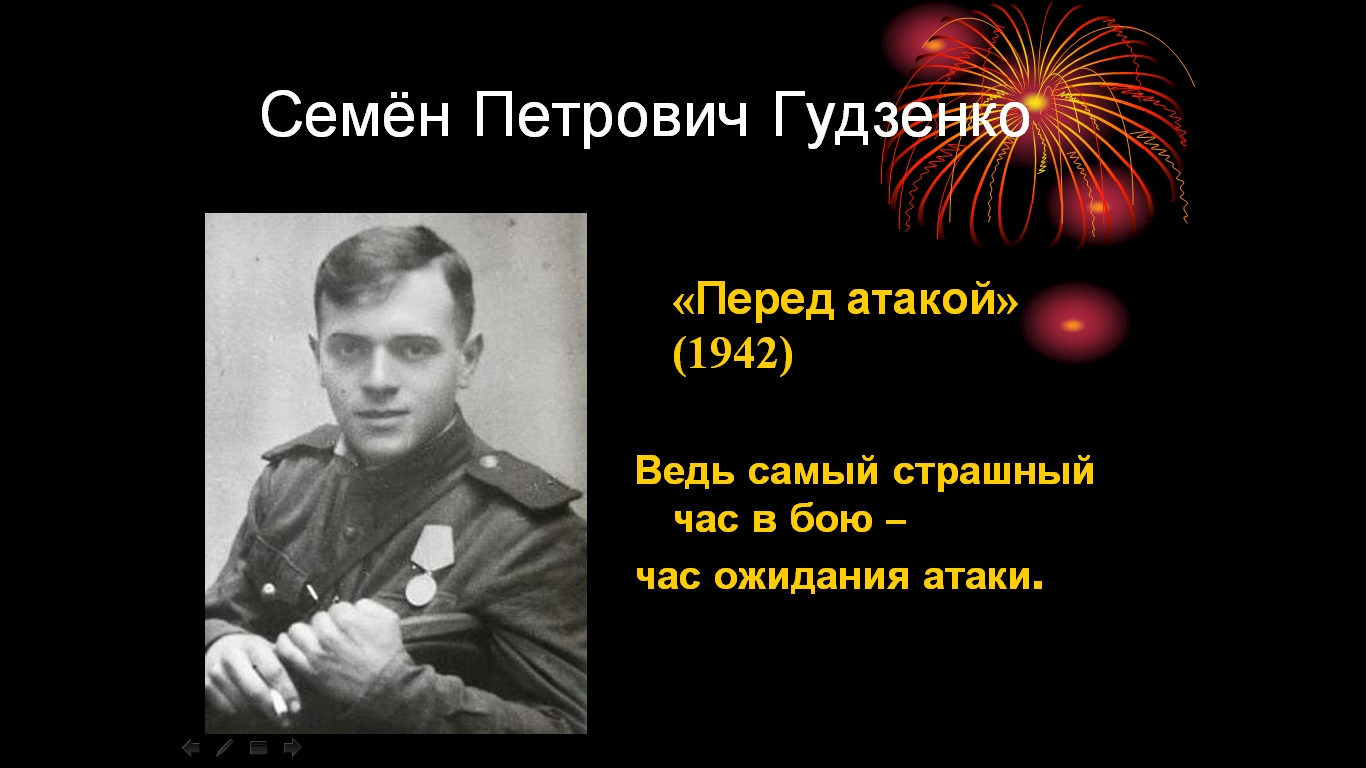 Семён Петрович Гудзенко
«Перед атакой»
(1942)
Ведь самый страшный
час в бою –
час ожидания атаки.